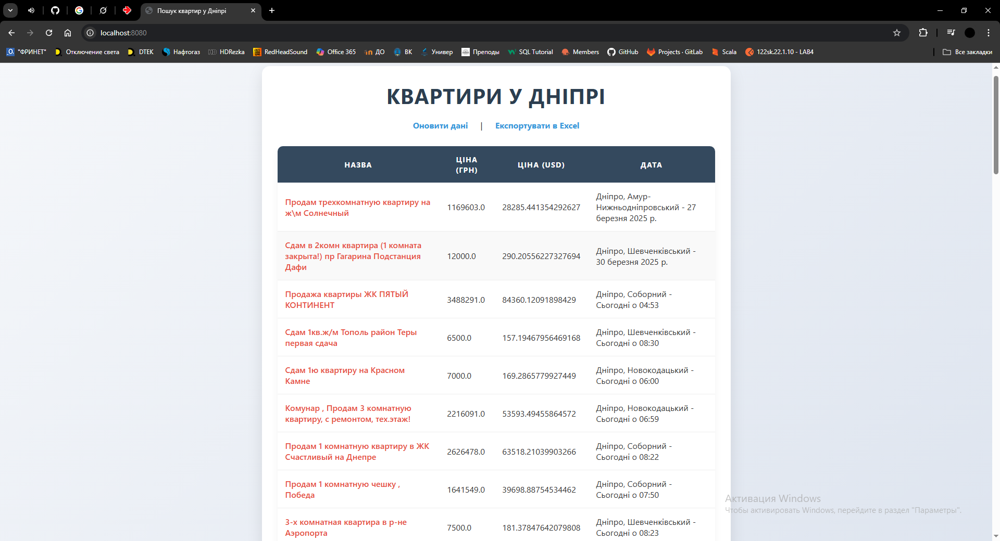 Пошук квартир у Дніпрі
localhost:8080
"ФРИНЕТ" Отключение света DTEK Нафтогаз HD HDRezka RedHeadSound Office 365 ДО ВК Универ Преподы SQL Tutorial Members GitHub Projects · GitLab Scala 122sk.22.1.10 - LAB4 Все закладки
КВАРТИРИ У ДНІПРІ
Оновити дані | Експортувати в Excel
НАЗВА ЦІНА (ГРН) ЦІНА (USD) ДАТА
Продам трехкомнатную квартиру на
ж\м Солнечный
1169603.0 28285.441354292627
Дніпро, Амур-
Нижньодніпровський - 27
березня 2025 р.
Сдам в 2комн квартира (1 комната
закрыта!) пр Гагарина Подстанция
Дафи
12000.0 290.20556227327694
Дніпро, Шевченківський -
30 березня 2025 р.
Продажа квартиры ЖК ПЯТЫЙ
КОНТИНЕНТ
3488291.0 84360.12091898429
Дніпро, Соборний -
Сьогодні о 04:53
Сдам 1кв.ж/м Тополь район Теры
первая сдача
6500.0 157.19467956469168
Дніпро, Шевченківський -
Сьогодні о 08:30
Сдам 1ю квартиру на Красном
Камне
7000.0 169.2865779927449
Дніпро, Новокодацький -
Сьогодні о 06:00
Комунар , Продам 3 комнатную
квартиру, с ремонтом, тех.этаж!
2216091.0 53593.49455864572
Дніпро, Новокодацький -
Сьогодні о 06:59
Продам 1 комнатную квартиру в ЖК
Счастливый на Днепре
2626478.0 63518.21039903266
Дніпро, Соборний -
Сьогодні о 08:22
Продам 1 комнатную чешку ,
Победа
1641549.0 39698.88754534462
Дніпро, Соборний -
Сьогодні о 07:50
3-х комнатная квартира в р-не
Аэропорта
7500.0 181.37847642079808
Дніпро, Шевченківський -
Сьогодні о 08:23
Активация Windows
Чтобы активировать Windows, перейдите в раздел "Параметры".